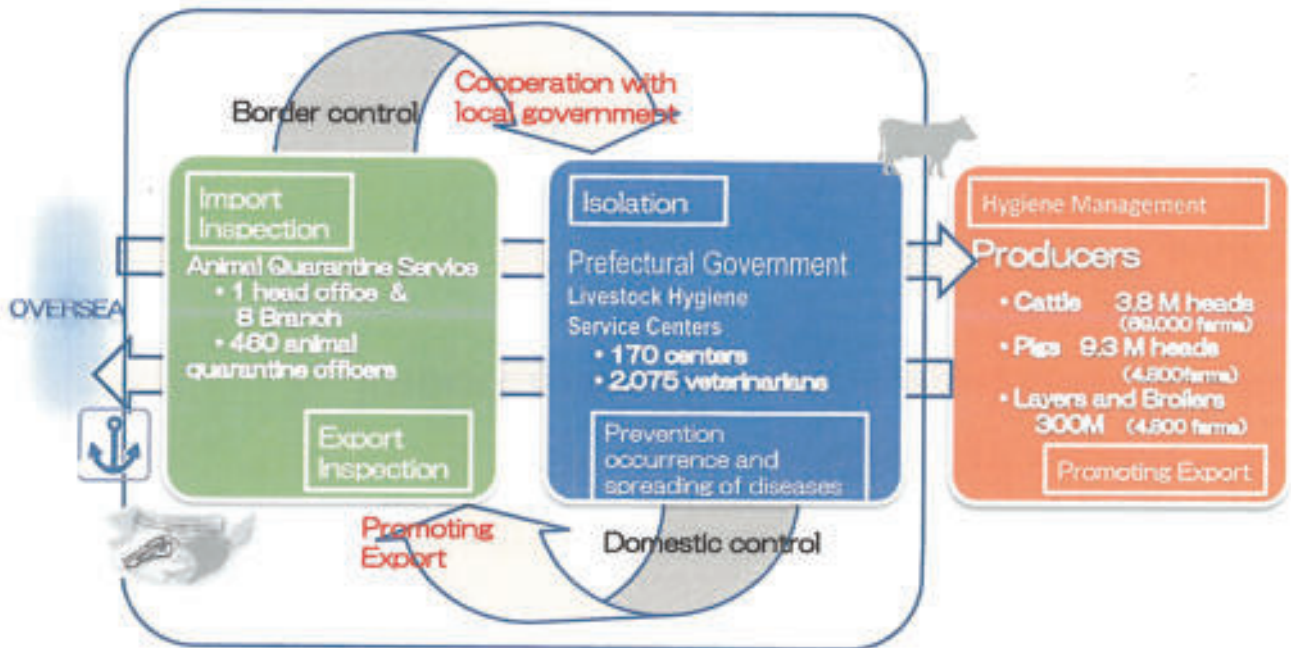 Cooperation with
local government
Border control
Import
Inspection
Animal Quarantine Service
• 1 head office &
8 Branch
• 460 animal
quarantine officers
Export
Inspection
OVERSEA
Isolation
Prefectural Government
Livestock Hygiene
Service Centers
• 170 centers
• 2,075 veterinarians
Prevention
occurrence and
spreading of diseases
Hygiene Management
Producers
• Cattle 3.8 M heads
(69,000 farms)
• Pigs 9.3 M heads
(4,800farms)
• Layers and Broilers
300M (4,800 farms)
Promoting Export
Promoting
Export
Domestic control